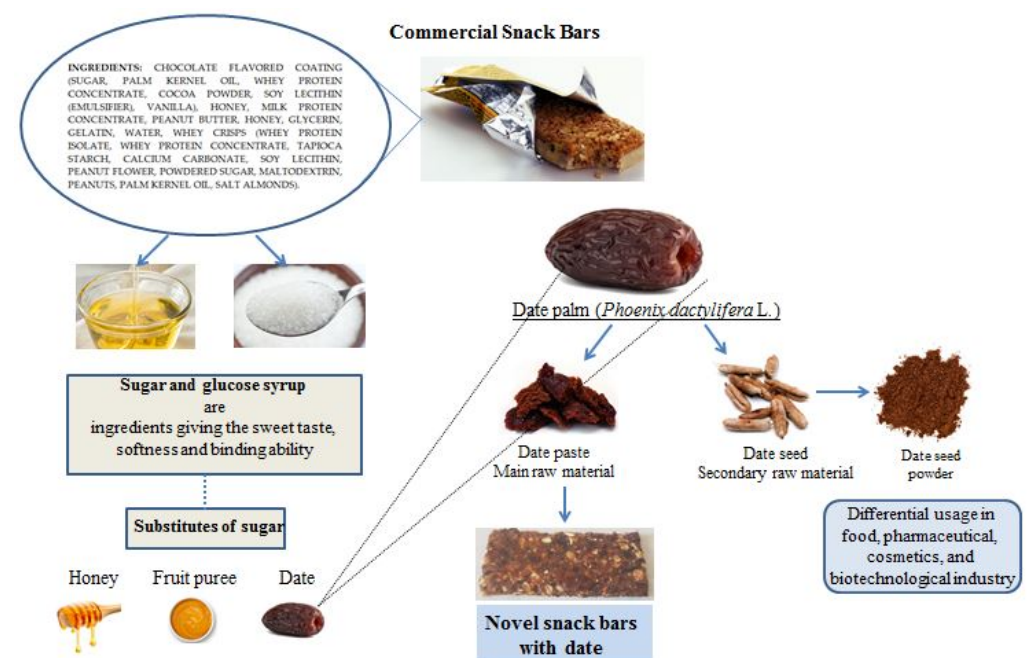 Commercial Snack Bars
INGREDIENTS: CHOCOLATE FLAVORED COATING
(SUGAR, PALM KERNEL OIL, WHEY PROTEIN
CONCENTRATE, COCOA POWDER, SOY LECITHIN
(EMULSIFIER), VANILLA), HONEY, MILK PROTEIN
CONCENTRATE, PEANUT BUTTER, HONEY, GLYCERIN,
GELATIN, WATER, WHEY CRISPS (WHEY PROTEIN
ISOLATE, WHEY PROTEIN CONCENTRATE, TAPIOCA
STARCH, CALCIUM CARBONATE, SOY LECITHIN,
PEANUT FLOWER, POWDERED SUGAR, MALTODEXTRIN,
PEANUTS, PALM KERNEL OIL, SALT ALMONDS).
Date palm (Phoenix dactylifera L. )
Sugar and glucose syrup
are
ingredients giving the sweet taste,
softness and binding ability
Date paste
Main raw material
Date seed
Secondary raw material
Date seed
powder
Substitutes of sugar
Differential usage in
food, pharmaceutical,
cosmetics, and
biotechnological industry
Honey
Fruit puree
Date
Novel snack bars
with date